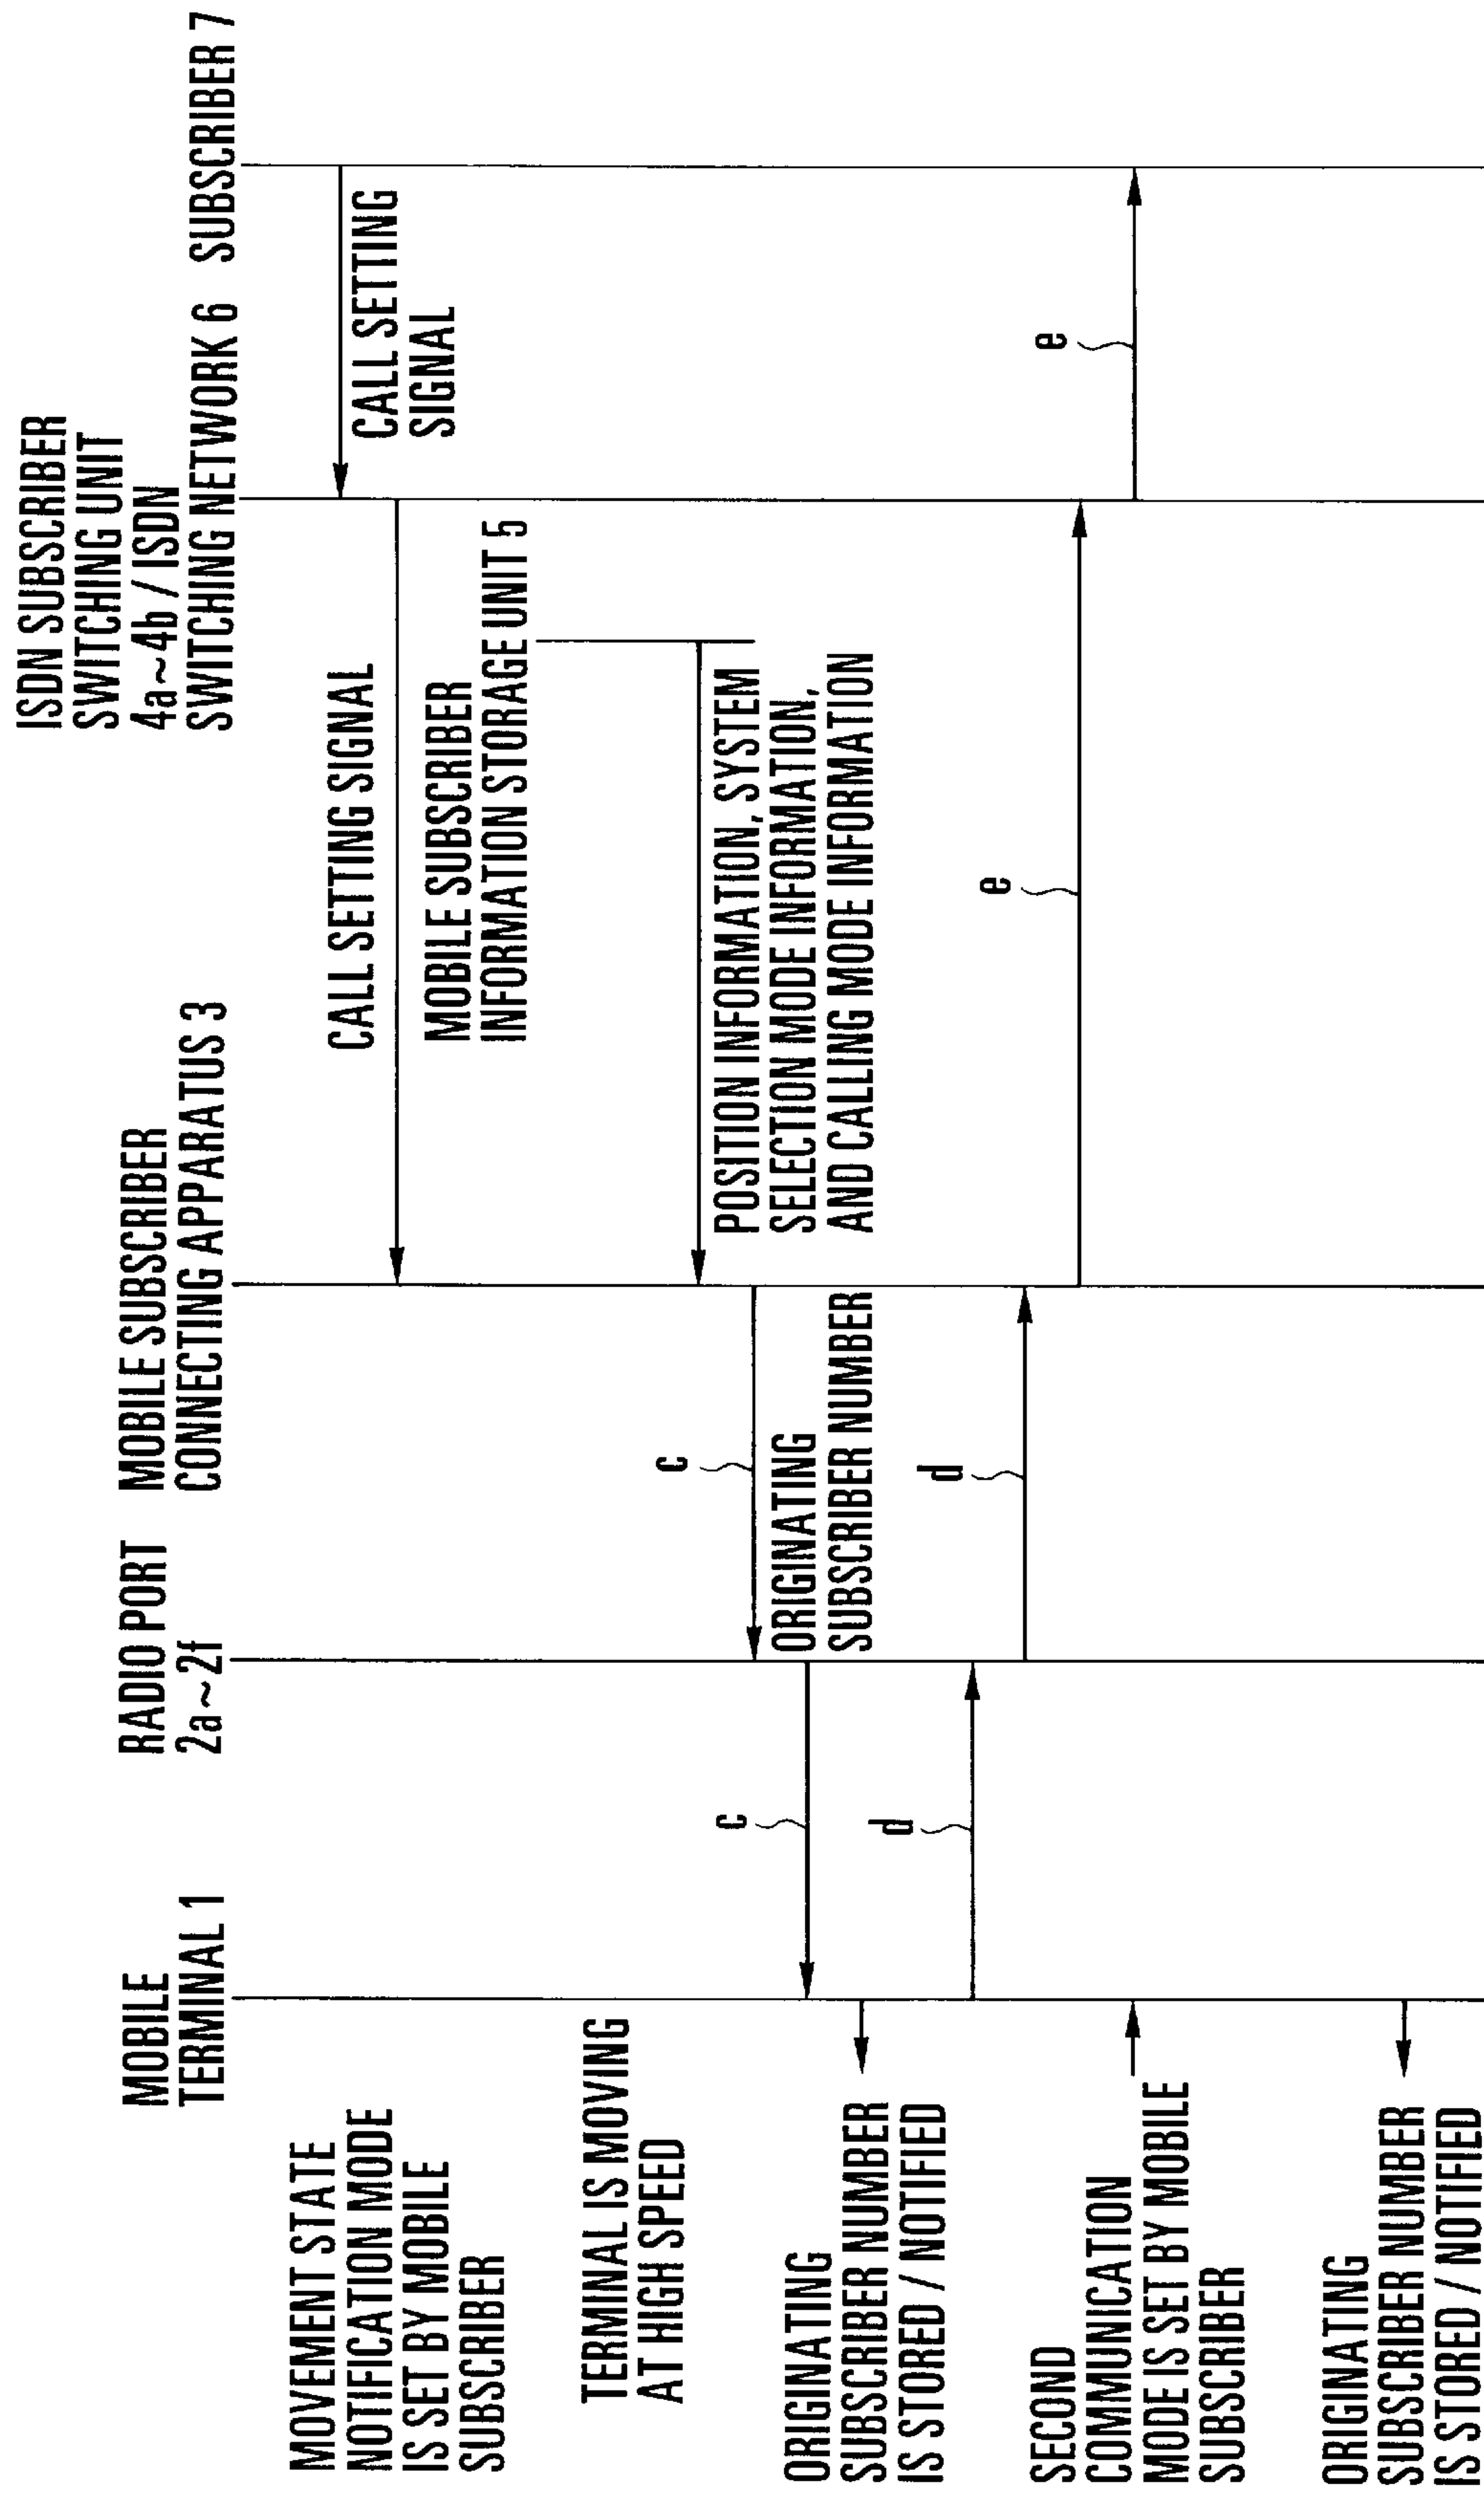 MOBILE
TERMINAL 1
RADIO PORT
2a~2f
MOBILE SUBSCRIBER
CONNECTING APPARATUS 3
ISDN SUBSCRIBER
SWITCHING UNIT
4a~4b / ISDN
SWITCHING NETWORK 6
SUBSCRIBER 7
MOVEMENT STATE
NOTIFICATION MODE
IS SET BY MOBILE
SUBSCRIBER
CALL SETTING SIGNAL
CALL SETTING
SIGNAL
MOBILE SUBSCRIBER
INFORMATION STORAGE UNIT 5
TERMINAL IS MOVING
AT HIGH SPEED
POSITION INFORMATION, SYSTEM
SELECTION MODE INFORMATION,
AND CALLING MODE INFORMATION
c
c
ORIGINATING
SUBSCRIBER NUMBER
ORIGINATING
SUBSCRIBER NUMBER
IS STORED / NOTIFIED
d
d
e
e
SECOND
COMMUNICATION
MODE IS SET BY MOBILE
SUBSCRIBER
ORIGINATING
SUBSCRIBER NUMBER
IS STORED / NOTIFIED